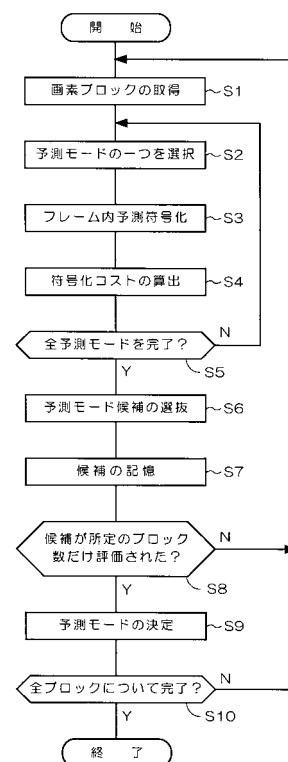 開 始
画素ブロックの取得 S1
予測モードの一つを選択 S2
フレーム内予測符号化 S3
符号化コストの算出 S4
全予測モードを完了? N
Y S5
予測モード候補の選抜 S6
候補の記憶 S7
候補が所定のブロック N
数だけ評価された?
Y S8
予測モードの決定 S9
全ブロックについて完了? N
Y S10
終 了